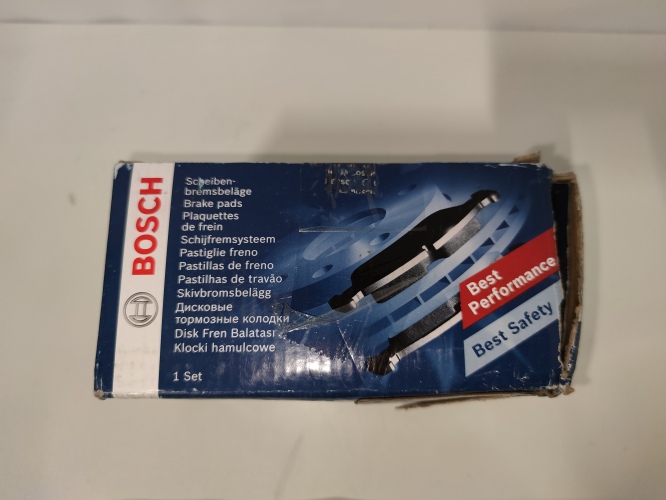 BOSCH
Scheiben-
bremsbeläge
Brake pads
Plaquettes
de frein
Schijfremsysteem
Pastiglie freno
Pastillas de freno
Pastilhas de travão
Skivbromsbelägg
Дисковые
тормозные колодки
Disk Fren Balatası
Klocki hamulcowe
1 Set
Best
Performance
Best Safety